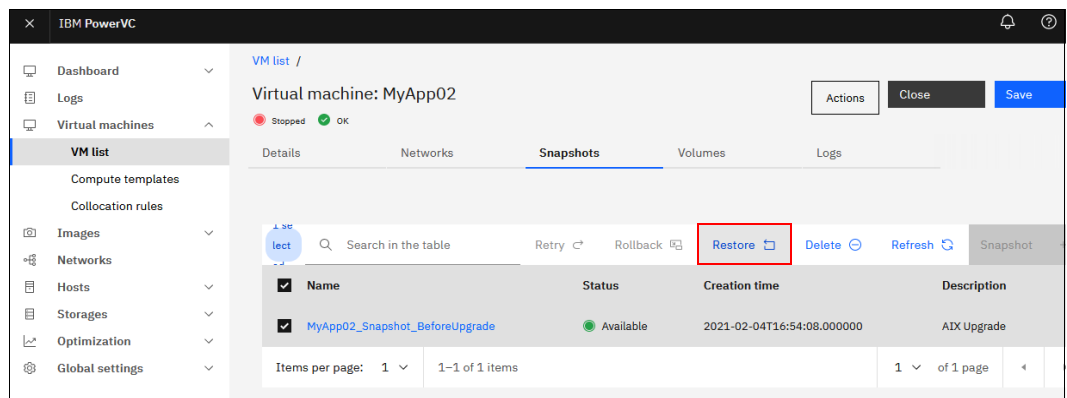 IBM PowerVC
Dashboard
Logs
Virtual machines
VM list
Compute templates
Collocation rules
Images
Networks
Hosts
Storages
Optimization
Global settings
VM list /
Virtual machine: MyApp02
Stopped OK
Actions Close Save
Details Networks Snapshots Volumes Logs
1 se
lect
Search in the table Retry Rollback Restore Delete Refresh Snapshot
Name Status Creation time Description
MyApp02_Snapshot_BeforeUpgrade Available 2021-02-04T16:54:08.000000 AIX Upgrade
Items per page: 1 1–1 of 1 items 1 of 1 page